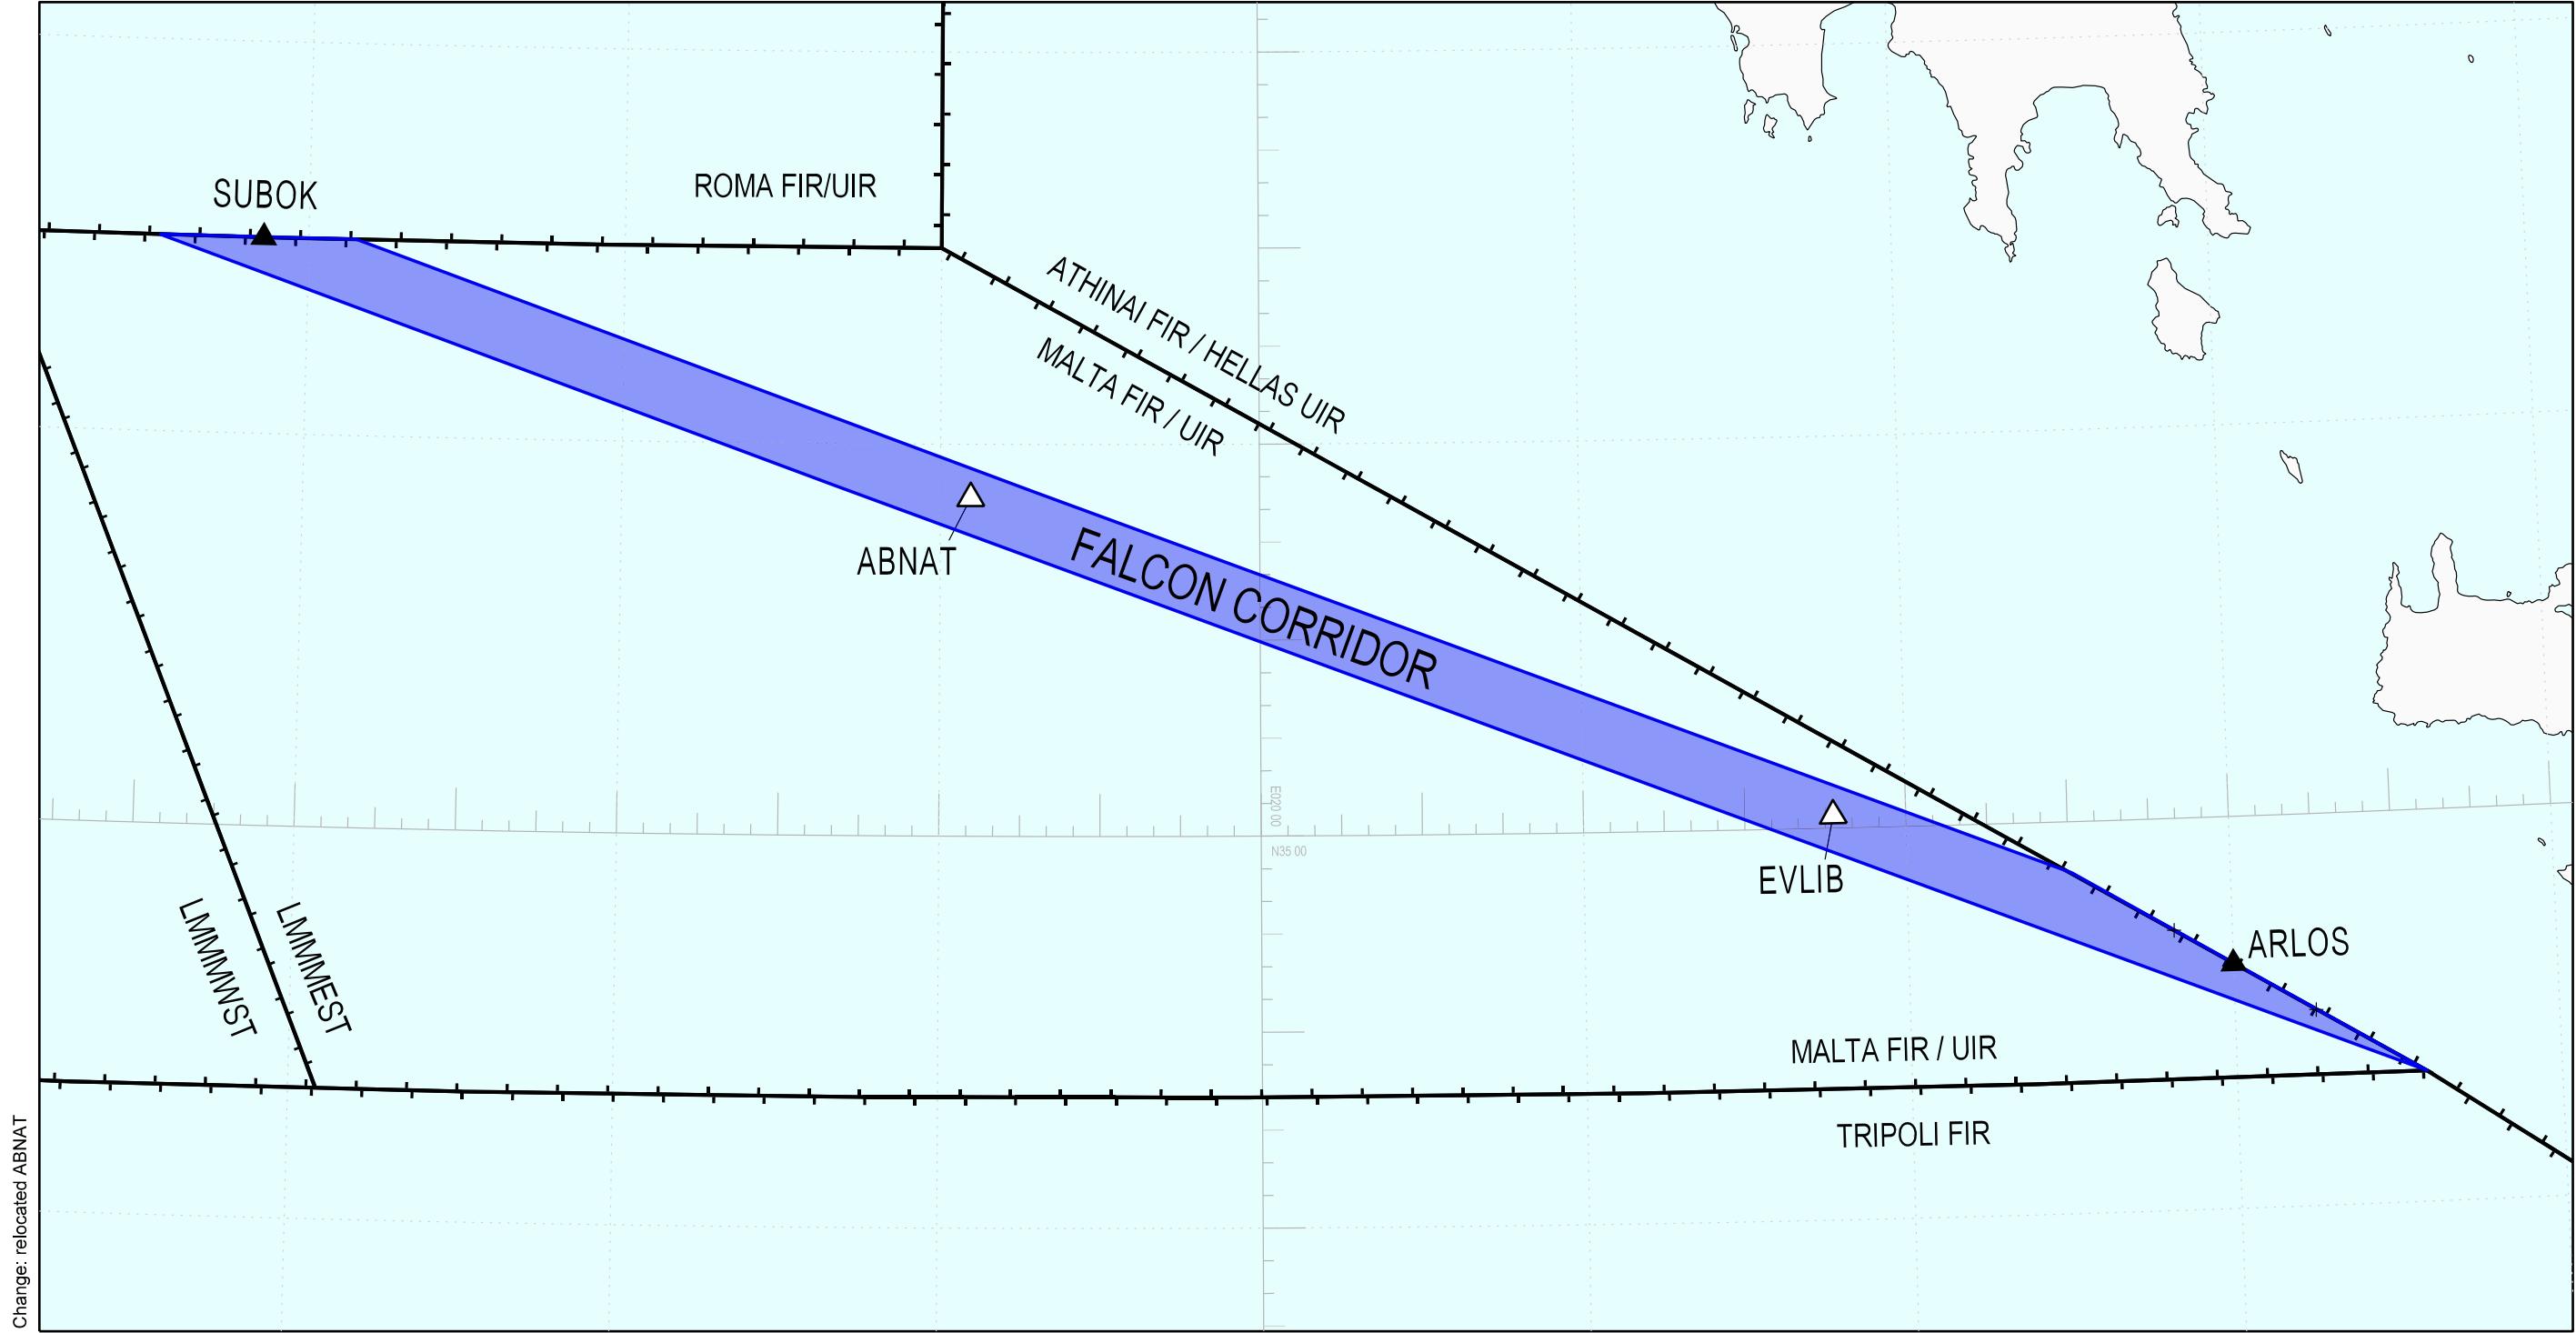 SUBOK
ROMA FIR/UIR
ATHINAI FIR / HELLAS UIR
MALTA FIR / UIR
ABNAT
FALCON CORRIDOR
E020 00
N35 00
EVLIB
ARLOS
LMMMWST
LMMMEST
MALTA FIR / UIR
TRIPOLI FIR
Change: relocated ABNAT